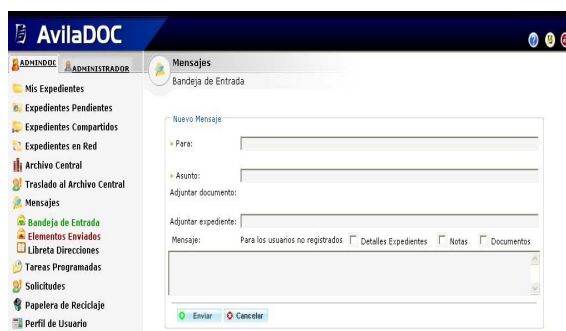 AvilaDOC
ADMINDOC
ADMINISTRADOR
Mis Expedientes
Expedientes Pendientes
Expedientes Compartidos
Expedientes en Red
Archivo Central
Traslado al Archivo Central
Mensajes
Bandeja de Entrada
Elementos Enviados
Libreta Direcciones
Tareas Programadas
Solicitudes
Papelera de Reciclaje
Perfil de Usuario
Mensajes
Bandeja de Entrada
Nuevo Mensaje
Para:
Asunto:
Adjuntar documento:
Adjuntar expediente:
Mensaje: Para los usuarios no registrados Detalles Expedientes Notas Documentos
Enviar Cancelar